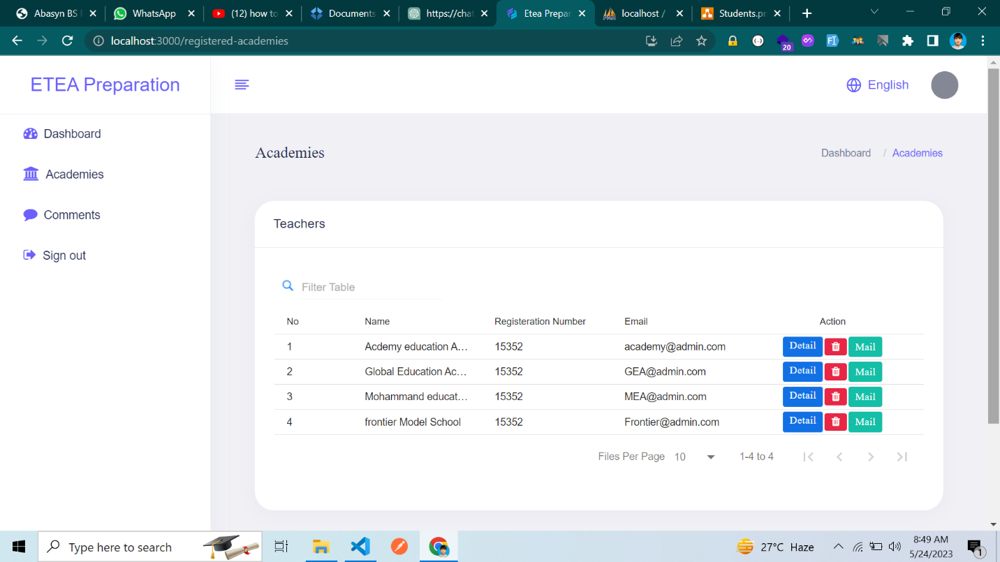 Abasyn BS
WhatsApp
(12) how to
Documents
https://chat
Etea Prepar
localhost /
Students.pr
localhost:3000/registered-academies
20
ETEA Preparation
English
Dashboard
Academies
Comments
Sign out
Academies
Dashboard / Academies
Teachers
Filter Table
No Name Registeration Number Email Action
1 Acdemy education A... 15352 academy@admin.com Detail Mail
2 Global Education Ac... 15352 GEA@admin.com Detail Mail
3 Mohammand educat... 15352 MEA@admin.com Detail Mail
4 frontier Model School 15352 Frontier@admin.com Detail Mail
Files Per Page 10 1-4 to 4
Type here to search
27°C Haze
8:49 AM
5/24/2023
1